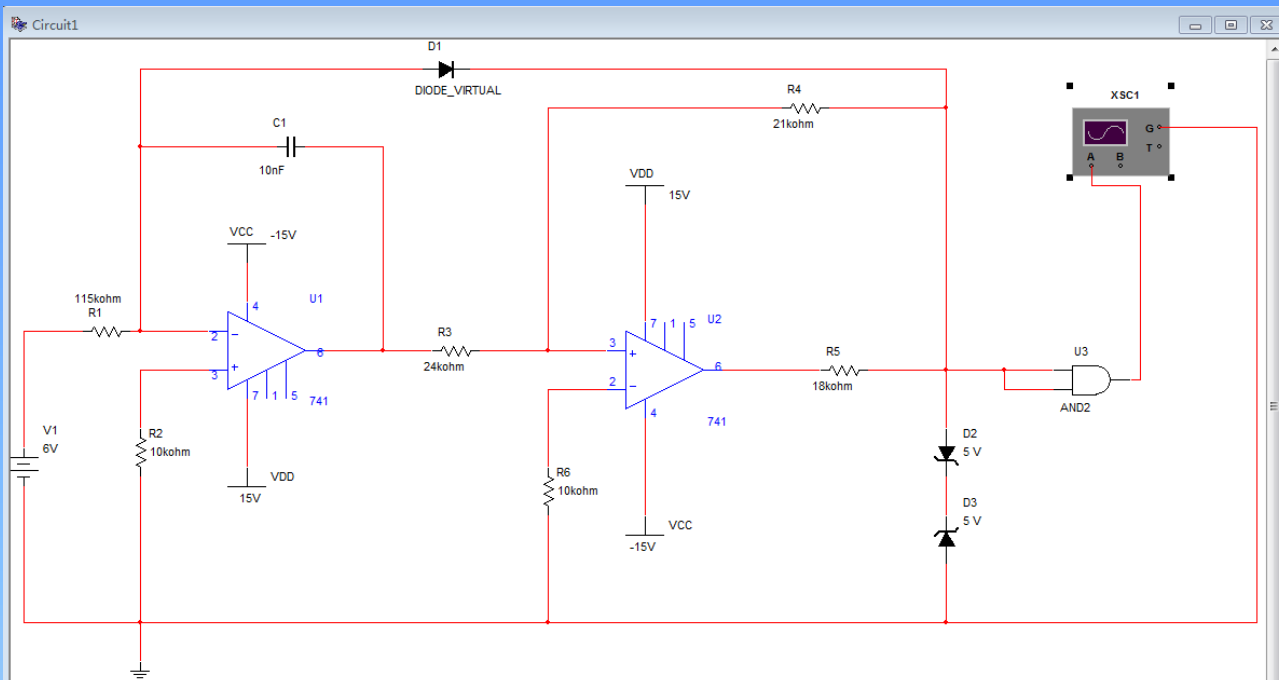 Circuit1
D1
DIODE_VIRTUAL
R4
21kohm
XSC1
G
T
A
B
C1
10nF
VDD
15V
VCC
-15V
115kohm
R1
4
U1
2
3
6
7
1
5
741
R3
24kohm
7
1
5
U2
3
2
6
4
741
R5
18kohm
U3
AND2
V1
6V
R2
10kohm
VDD
15V
R6
10kohm
VCC
-15V
D2
5 V
D3
5 V